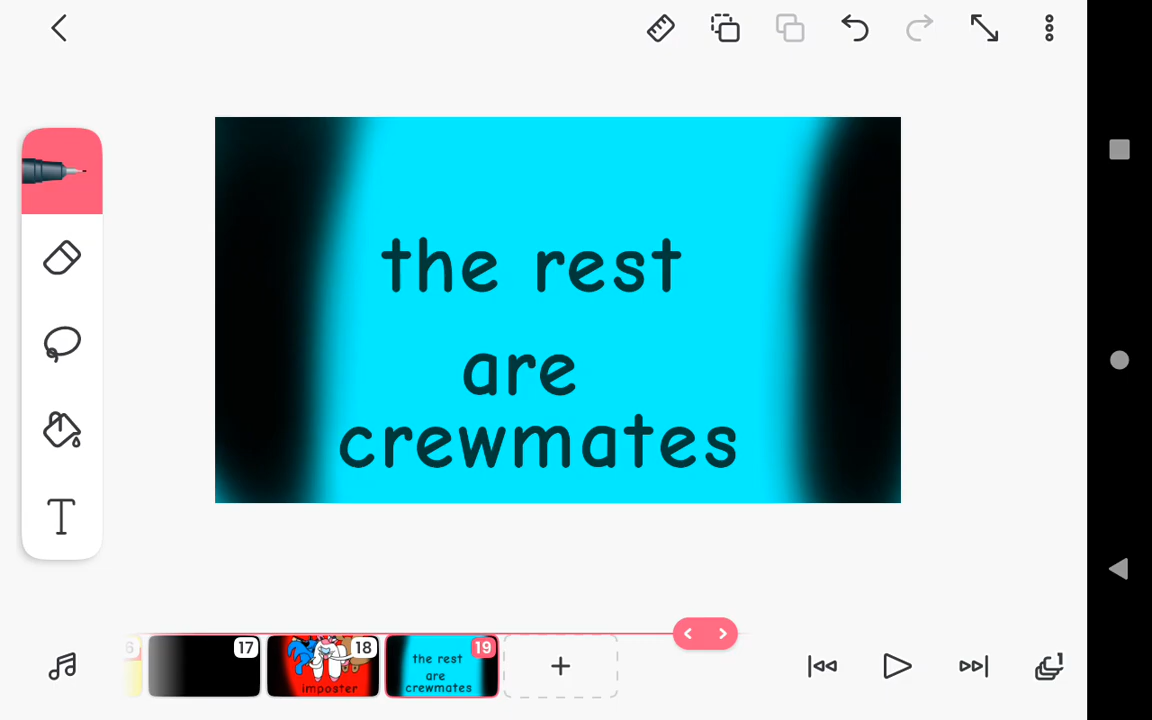 the rest
are
crewmates
T
6
17
18
19
imposter
the rest
are
crewmates